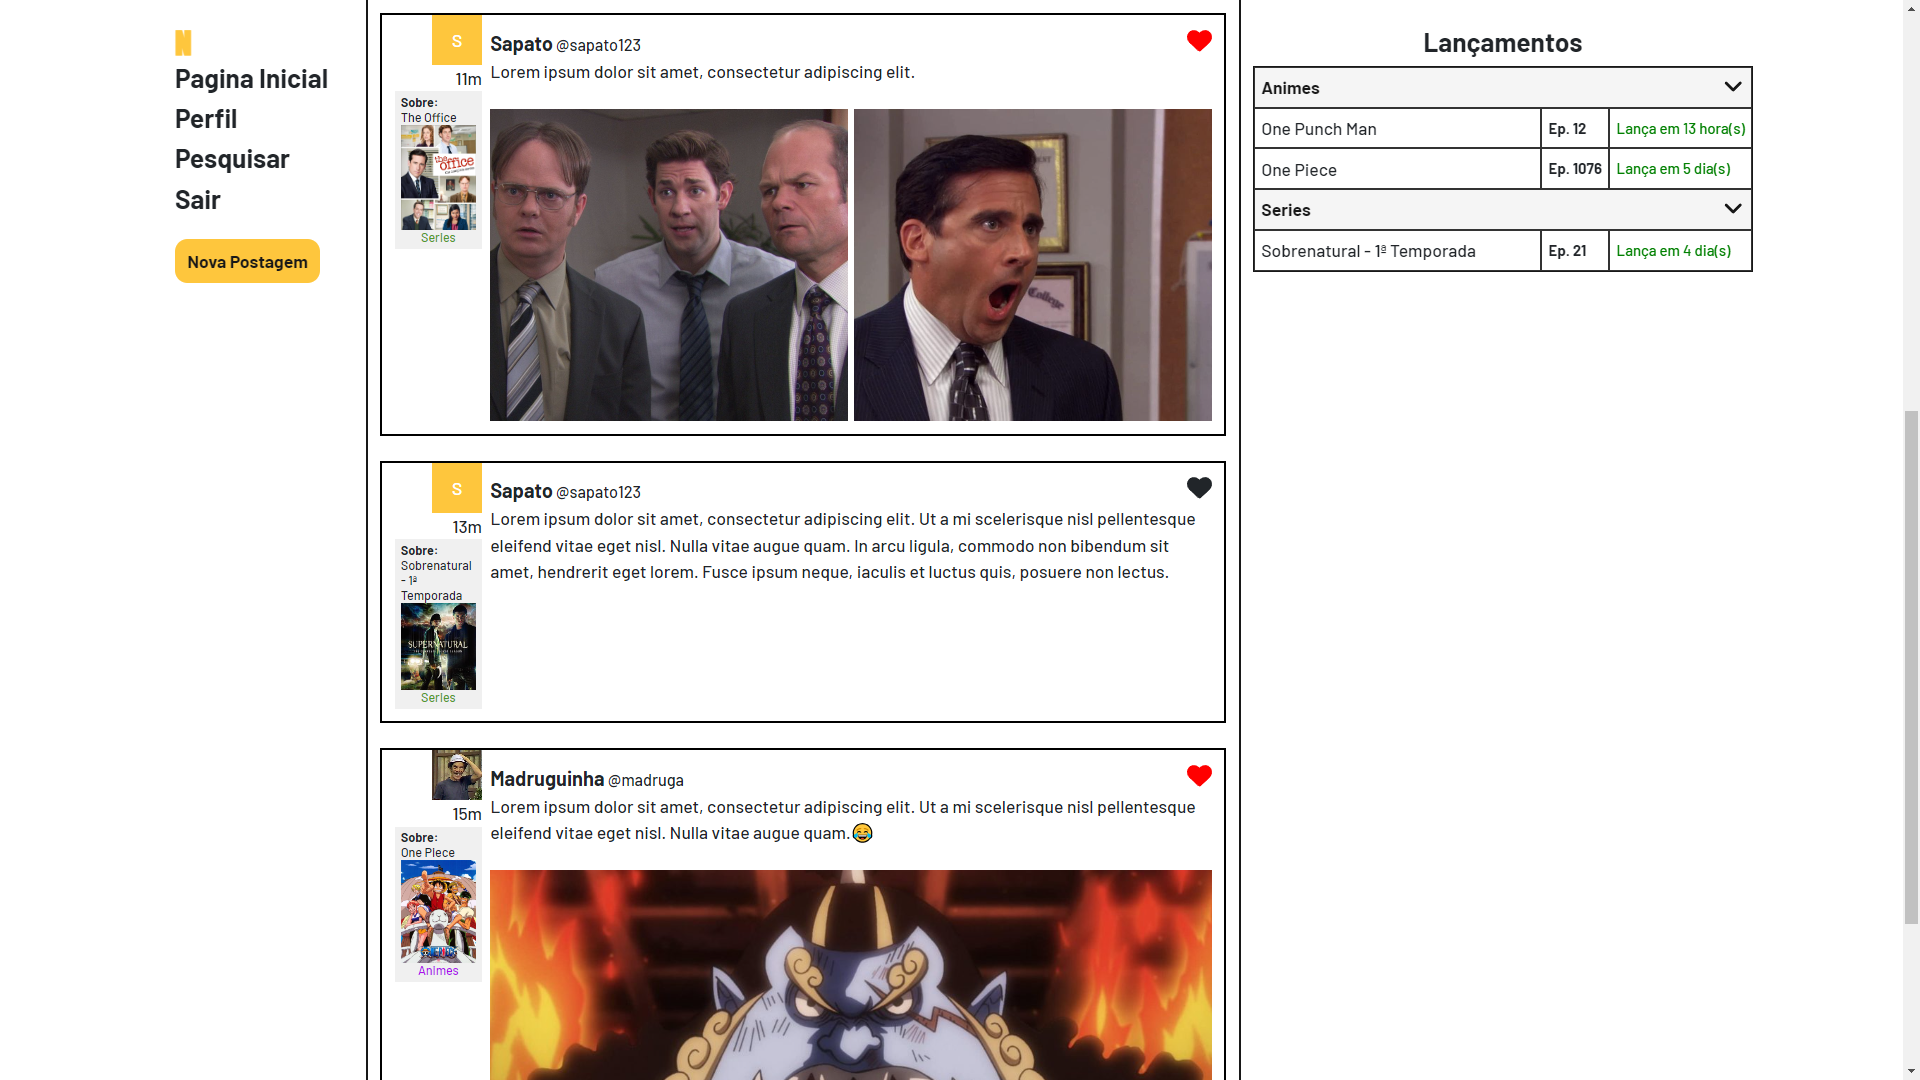 N
Pagina Inicial
Perfil
Pesquisar
Sair
Nova Postagem
S
11m
Sobre:
The Office
the office
Series
Sapato @sapato123
Lorem ipsum dolor sit amet, consectetur adipiscing elit.
College
S
13m
Sobre:
Sobrenatural
- 1ª
Temporada
SUPERNATURAL
Series
Sapato @sapato123
Lorem ipsum dolor sit amet, consectetur adipiscing elit. Ut a mi scelerisque nisl pellentesque
eleifend vitae eget nisl. Nulla vitae augue quam. In arcu ligula, commodo non bibendum sit
amet, hendrerit eget lorem. Fusce ipsum neque, iaculis et luctus quis, posuere non lectus.
15m
Sobre:
One Piece
Animes
Madruguinha @madruga
Lorem ipsum dolor sit amet, consectetur adipiscing elit. Ut a mi scelerisque nisl pellentesque
eleifend vitae eget nisl. Nulla vitae augue quam.😂
Lançamentos
Animes
One Punch Man Ep. 12 Lança em 13 hora(s)
One Piece Ep. 1076 Lança em 5 dia(s)
Series
Sobrenatural - 1ª Temporada Ep. 21 Lança em 4 dia(s)